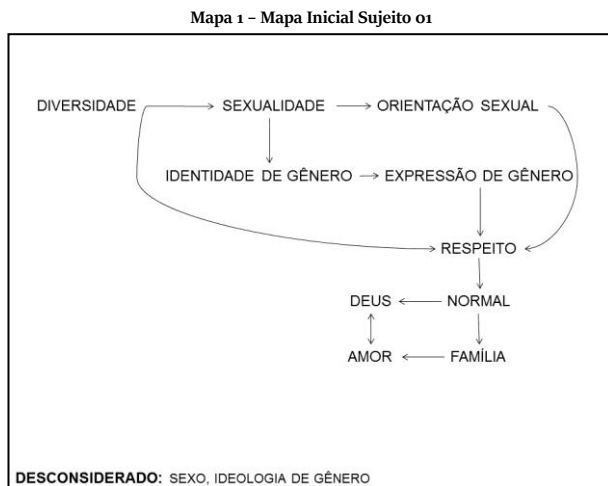 Mapa 1 – Mapa Inicial Sujeito 01
DIVERSIDADE SEXUALIDADE ORIENTAÇÃO SEXUAL
IDENTIDADE DE GÊNERO EXPRESSÃO DE GÊNERO
RESPEITO
DEUS NORMAL
AMOR FAMÍLIA
DESCONSIDERADO: SEXO, IDEOLOGIA DE GÊNERO